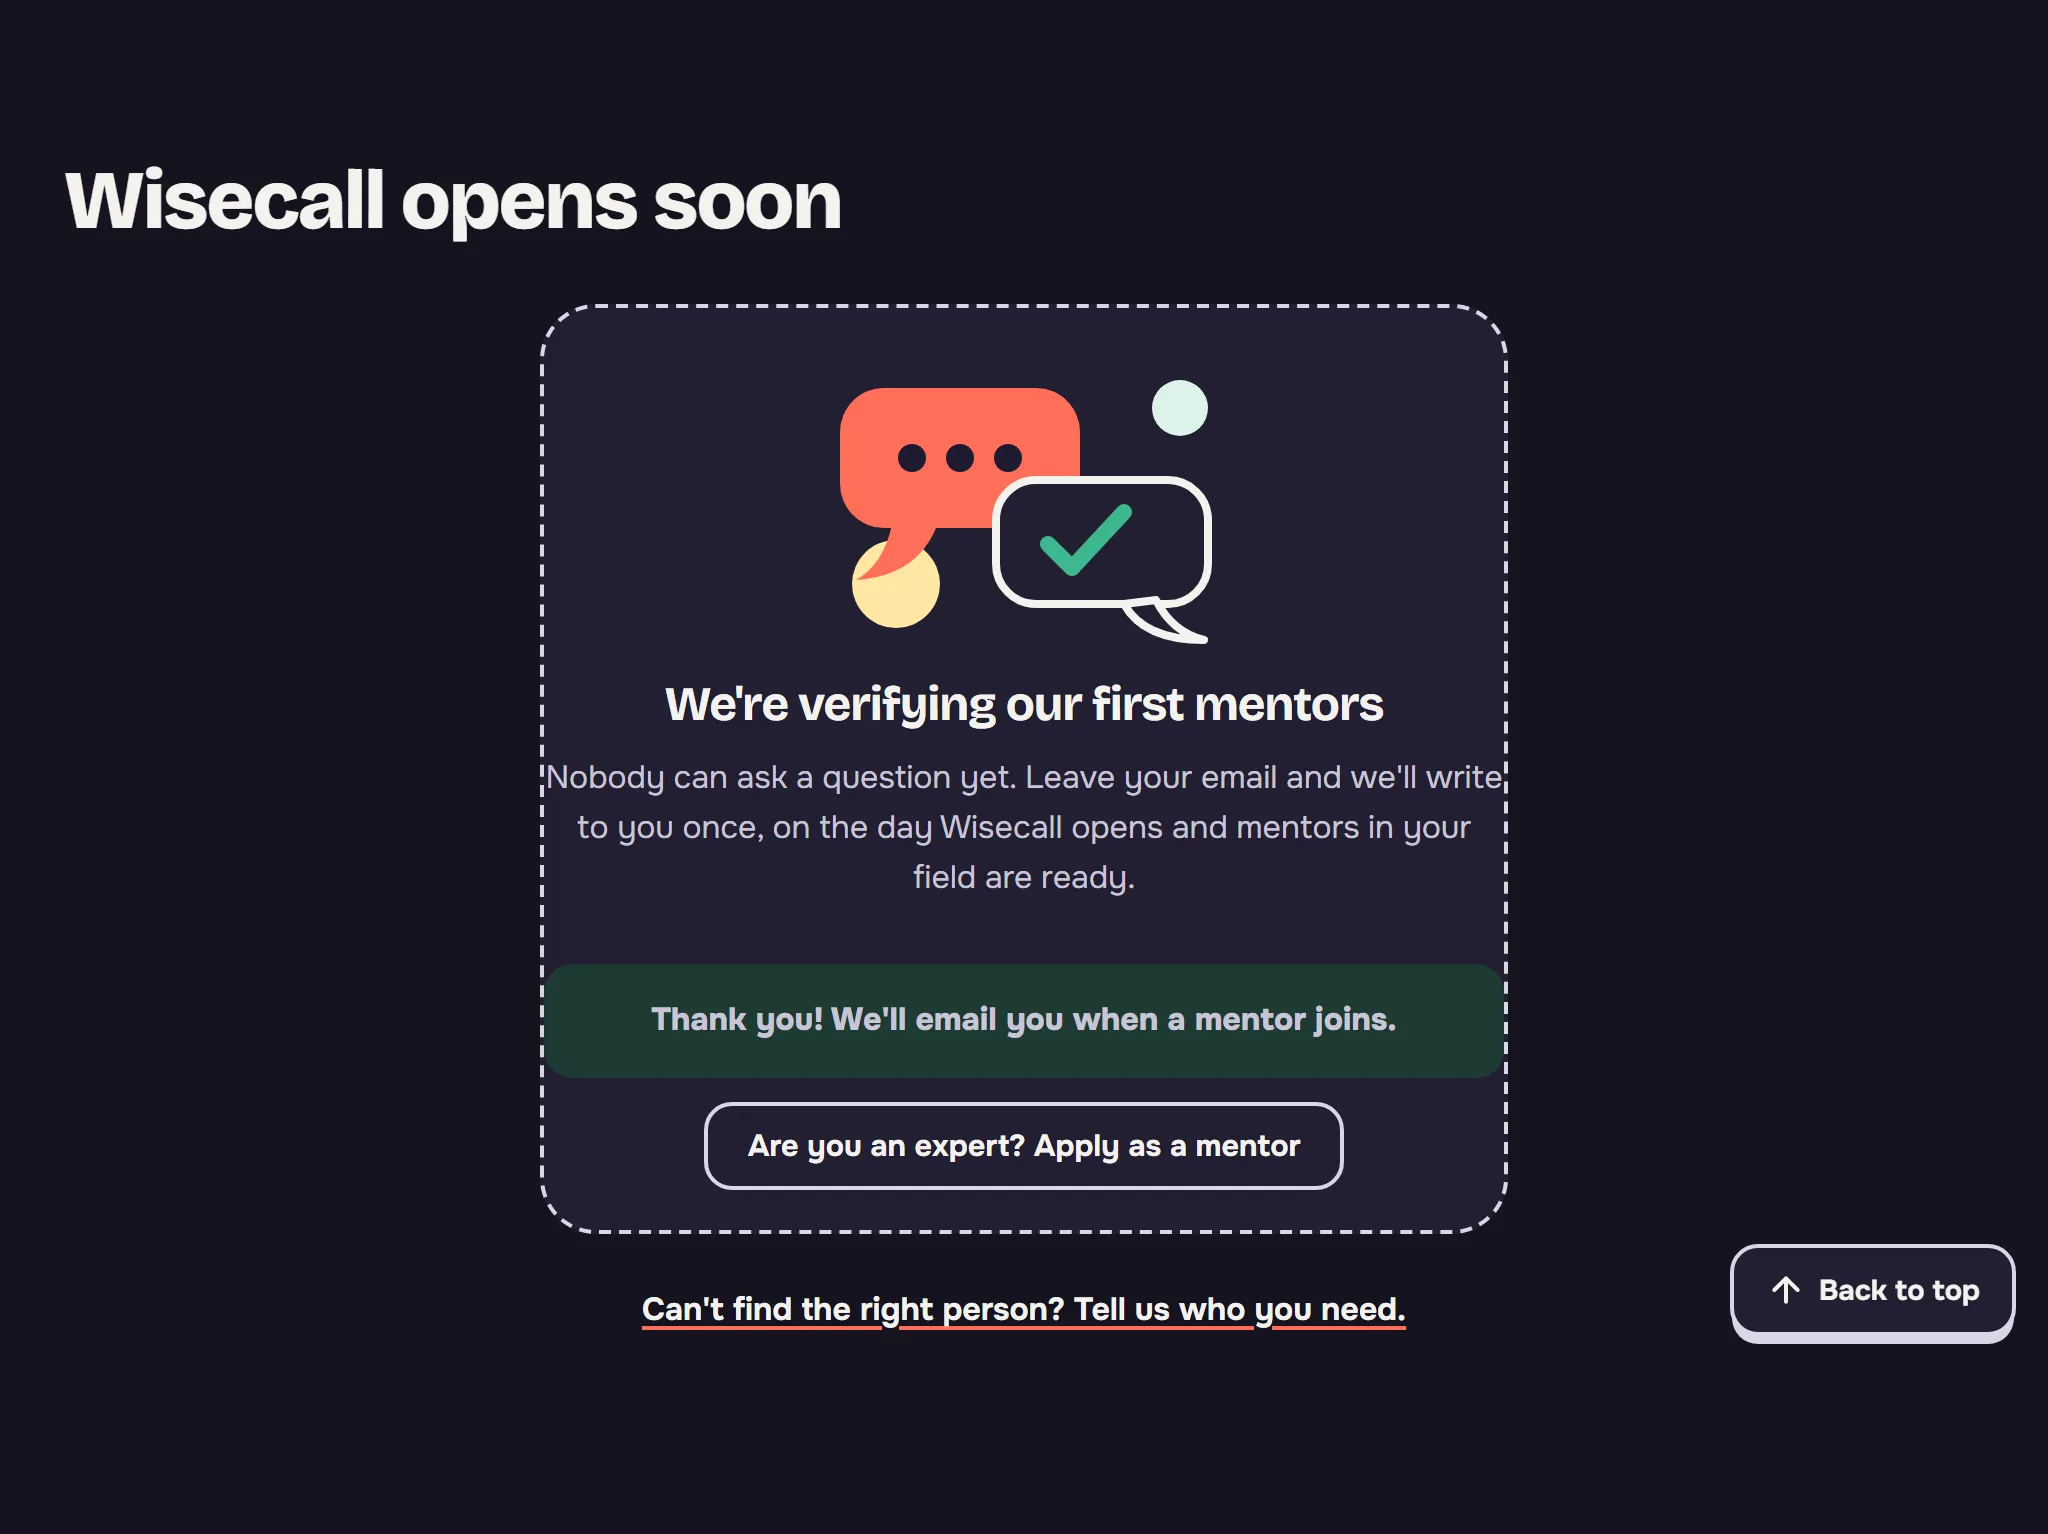 Wisecall opens soon
We're verifying our first mentors
Nobody can ask a question yet. Leave your email and we'll write
to you once, on the day Wisecall opens and mentors in your
field are ready.
Thank you! We'll email you when a mentor joins.
Are you an expert? Apply as a mentor
Can't find the right person? Tell us who you need.
Back to top